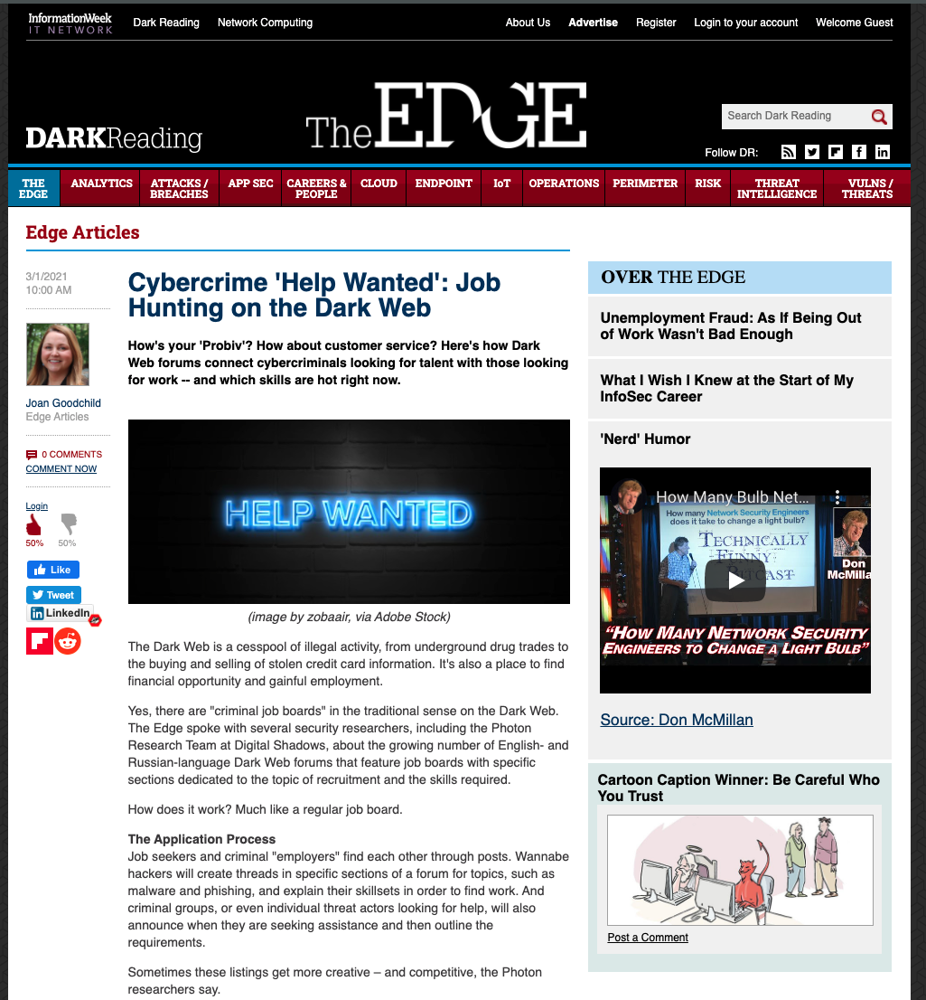 InformationWeek
IT NETWORK
Dark Reading
Network Computing
About Us
Advertise
Register
Login to your account
Welcome Guest
DARKReading
The EDGE
Search Dark Reading
Follow DR:
THE EDGE
ANALYTICS
ATTACKS / BREACHES
APP SEC
CAREERS & PEOPLE
CLOUD
ENDPOINT
IoT
OPERATIONS
PERIMETER
RISK
THREAT INTELLIGENCE
VULNS / THREATS
Edge Articles
3/1/2021
10:00 AM
Joan Goodchild
Edge Articles
0 COMMENTS
COMMENT NOW
Login
50%
50%
Like
Tweet
LinkedIn
Cybercrime 'Help Wanted': Job
Hunting on the Dark Web
How's your 'Probiv'? How about customer service? Here's how Dark
Web forums connect cybercriminals looking for talent with those looking
for work -- and which skills are hot right now.
HELP WANTED
(image by zobaair, via Adobe Stock)
The Dark Web is a cesspool of illegal activity, from underground drug trades to
the buying and selling of stolen credit card information. It's also a place to find
financial opportunity and gainful employment.
Yes, there are "criminal job boards" in the traditional sense on the Dark Web.
The Edge spoke with several security researchers, including the Photon
Research Team at Digital Shadows, about the growing number of English- and
Russian-language Dark Web forums that feature job boards with specific
sections dedicated to the topic of recruitment and the skills required.
How does it work? Much like a regular job board.
The Application Process
Job seekers and criminal "employers" find each other through posts. Wannabe
hackers will create threads in specific sections of a forum for topics, such as
malware and phishing, and explain their skillsets in order to find work. And
criminal groups, or even individual threat actors looking for help, will also
announce when they are seeking assistance and then outline the
requirements.
Sometimes these listings get more creative – and competitive, the Photon
researchers say.
OVER THE EDGE
Unemployment Fraud: As If Being Out
of Work Wasn't Bad Enough
What I Wish I Knew at the Start of My
InfoSec Career
'Nerd' Humor
How Many Bulb Net...
How many Network Security Engineers
does it take to change a light bulb?
TECHNICALLY
FUNNY
Don
McMilla
"HOW MANY NETWORK SECURITY
ENGINEERS TO CHANGE A LIGHT BULB"
Source: Don McMillan
Cartoon Caption Winner: Be Careful Who
You Trust
Post a Comment